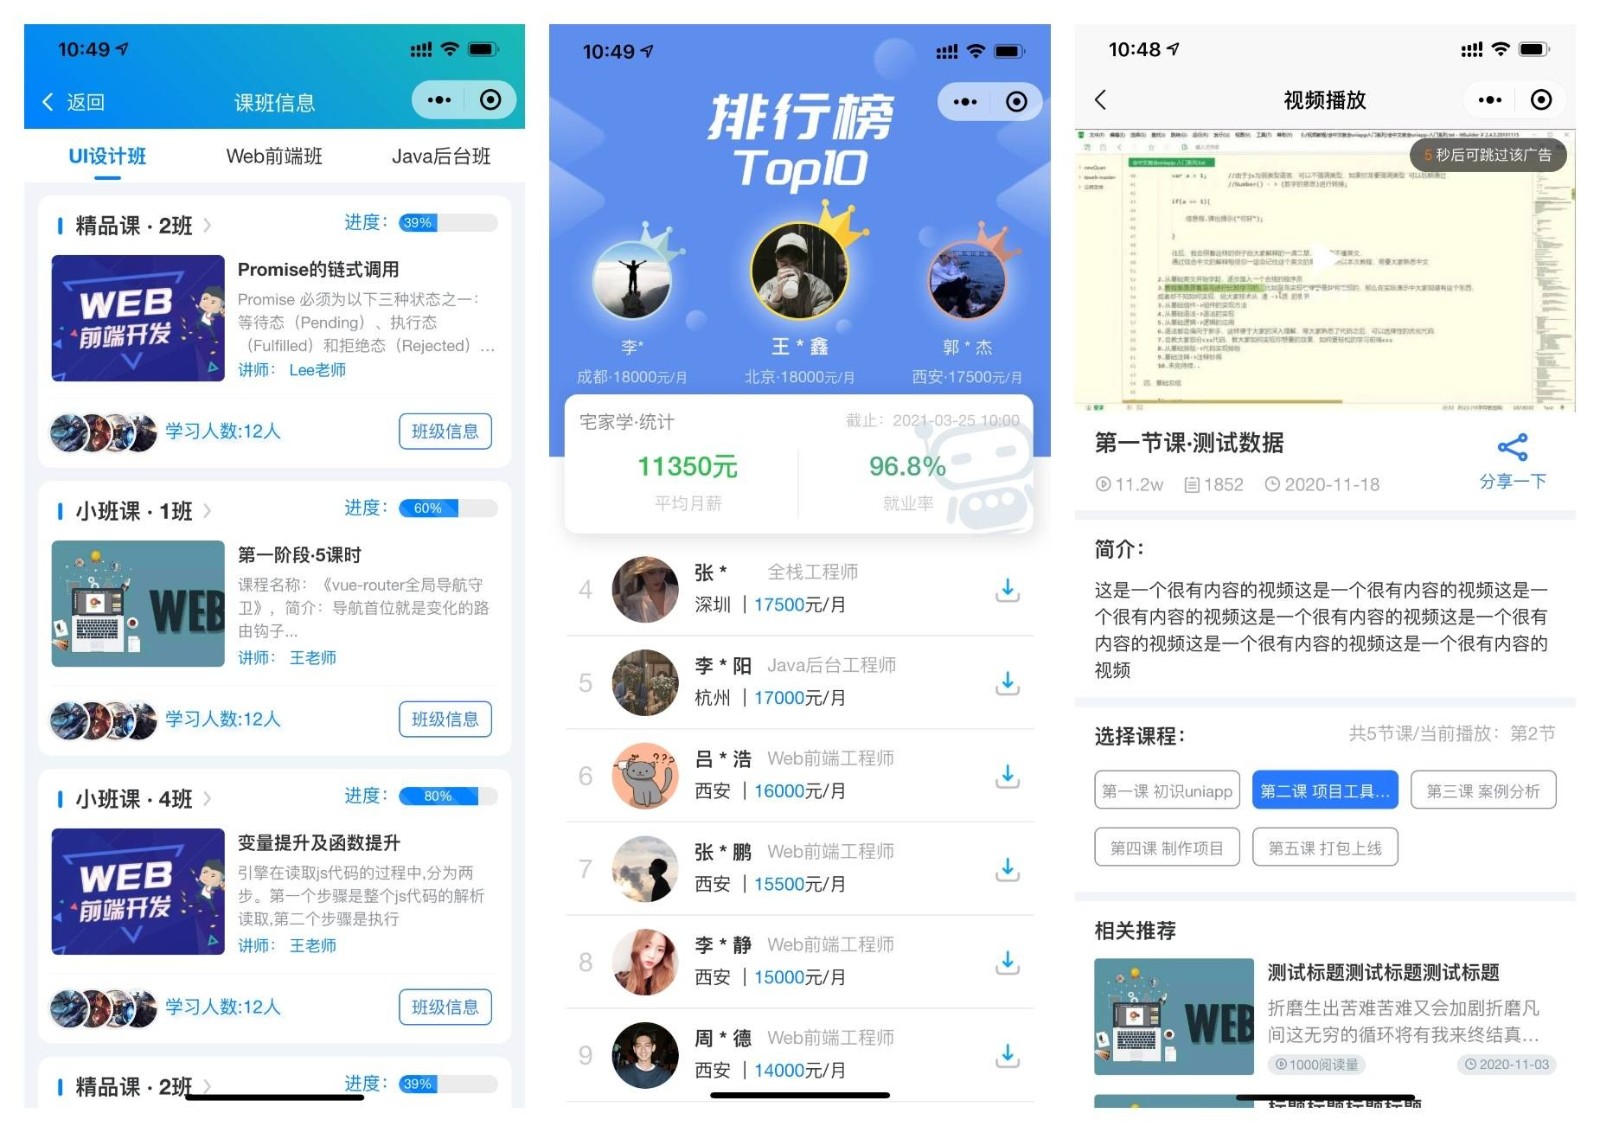 10:49
返回
课班信息
UI设计班
Web前端班
Java后台班
精品课 · 2班
进度：
39%
WEB
前端开发
Promise的链式调用
Promise 必须为以下三种状态之一：
等待态（Pending）、执行态
（Fulfilled）和拒绝态（Rejected）...
讲师： Lee老师
学习人数:12人
班级信息
小班课 · 1班
进度：
60%
WEB
第一阶段·5课时
课程名称：《vue-router全局导航守
卫》，简介：导航首位就是变化的路
由钩子...
讲师： 王老师
学习人数:12人
班级信息
小班课 · 4班
进度：
80%
WEB
前端开发
变量提升及函数提升
引擎在读取js代码的过程中,分为两
步。第一个步骤是整个js代码的解析
读取,第二个步骤是执行
讲师： 王老师
学习人数:12人
班级信息
精品课 · 2班
进度：
39%
10:49
排行榜
Top10
李*
成都·18000元/月
王 * 鑫
北京·18000元/月
郭 * 杰
西安·17500元/月
宅家学·统计
截止：2021-03-25 10:00
11350元
平均月薪
96.8%
就业率
4
张 *
全栈工程师
深圳 | 17500元/月
5
李 * 阳
Java后台工程师
杭州 | 17000元/月
6
吕 * 浩
Web前端工程师
西安 | 16000元/月
7
张 * 鹏
Web前端工程师
西安 | 15500元/月
8
李 * 静
Web前端工程师
西安 | 15000元/月
9
周 * 德
Web前端工程师
西安 | 14000元/月
10:48
视频播放
5 秒后可跳过该广告
var a = 1;
if(a == 1){
}
第一节课·测试数据
11.2w
1852
2020-11-18
分享一下
简介：
这是一个很有内容的视频这是一个很有内容的视频这是一
个很有内容的视频这是一个很有内容的视频这是一个很有
内容的视频这是一个很有内容的视频这是一个很有内容的
视频
选择课程：
共5节课/当前播放：第2节
第一课 初识uniapp
第二课 项目工具...
第三课 案例分析
第四课 制作项目
第五课 打包上线
相关推荐
WEB
测试标题测试标题测试标题
折磨生出苦难苦难又会加剧折磨凡
间这无穷的循环将有我来终结真...
1000阅读量
2020-11-03